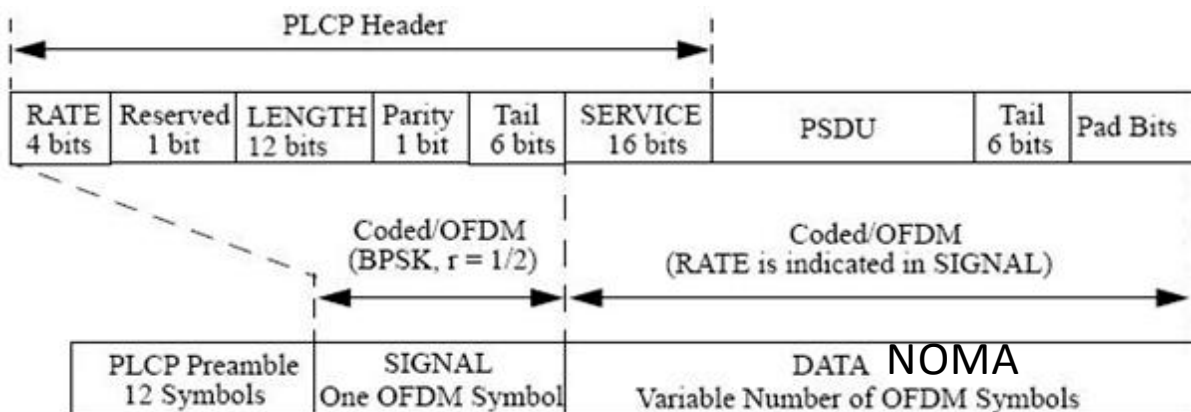 PLCP Header
RATE Reserved LENGTH Parity Tail SERVICE PSDU Tail Pad Bits
4 bits 1 bit 12 bits 1 bit 6 bits 16 bits 6 bits
Coded/OFDM Coded/OFDM
(BPSK, r = 1/2) (RATE is indicated in SIGNAL)
PLCP Preamble SIGNAL DATA NOMA
12 Symbols One OFDM Symbol Variable Number of OFDM Symbols